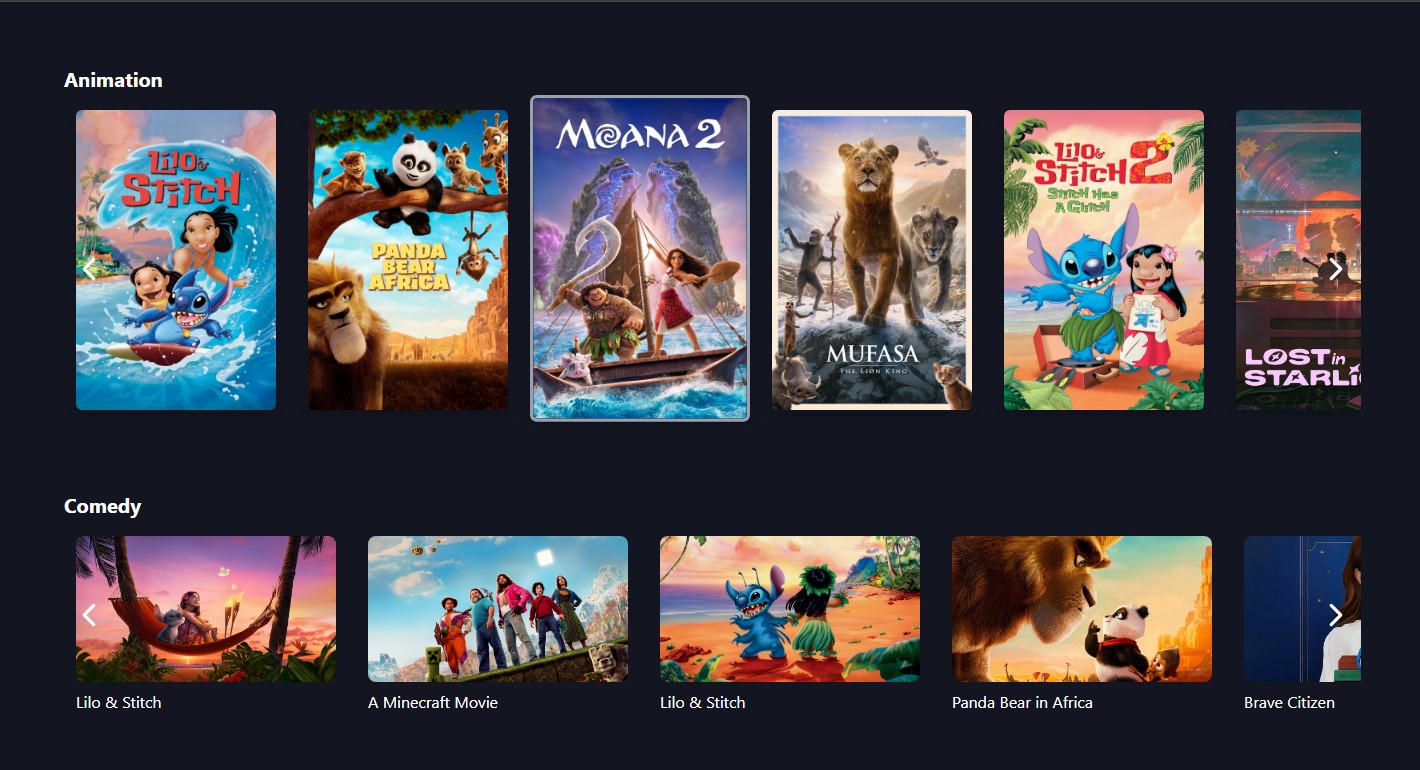 Animation
LiLO &
STiTCH
PANDA
BEAR
AFRiCA
MOANA 2
MUFASA
THE LION KING
LiLO &
STiTCH 2
STiTCH HAS
A GLiTCH
LOST in
STARLI
Comedy
Lilo & Stitch
A Minecraft Movie
Lilo & Stitch
Panda Bear in Africa
Brave Citizen